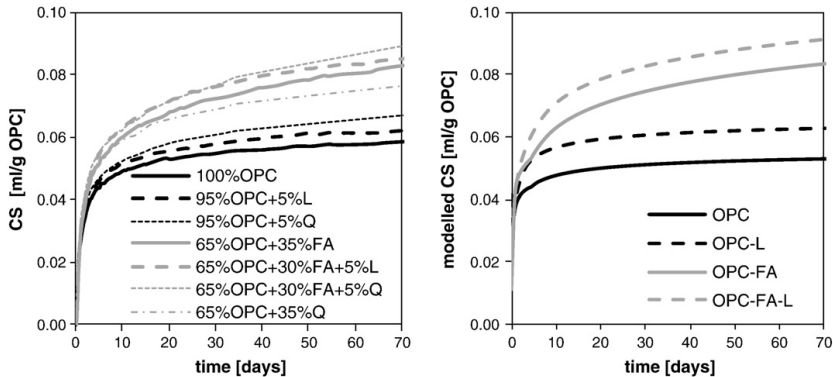 0.10
0.08
0.06
0.04
0.02
0.00
CS [ml/g OPC]
100%OPC
95%OPC+5%L
95%OPC+5%Q
65%OPC+35%FA
65%OPC+30%FA+5%L
65%OPC+30%FA+5%Q
65%OPC+35%Q
0 10 20 30 40 50 60 70
time [days]
0.10
0.08
0.06
0.04
0.02
0.00
modelled CS [ml/g OPC]
OPC
OPC-L
OPC-FA
OPC-FA-L
0 10 20 30 40 50 60 70
time [days]